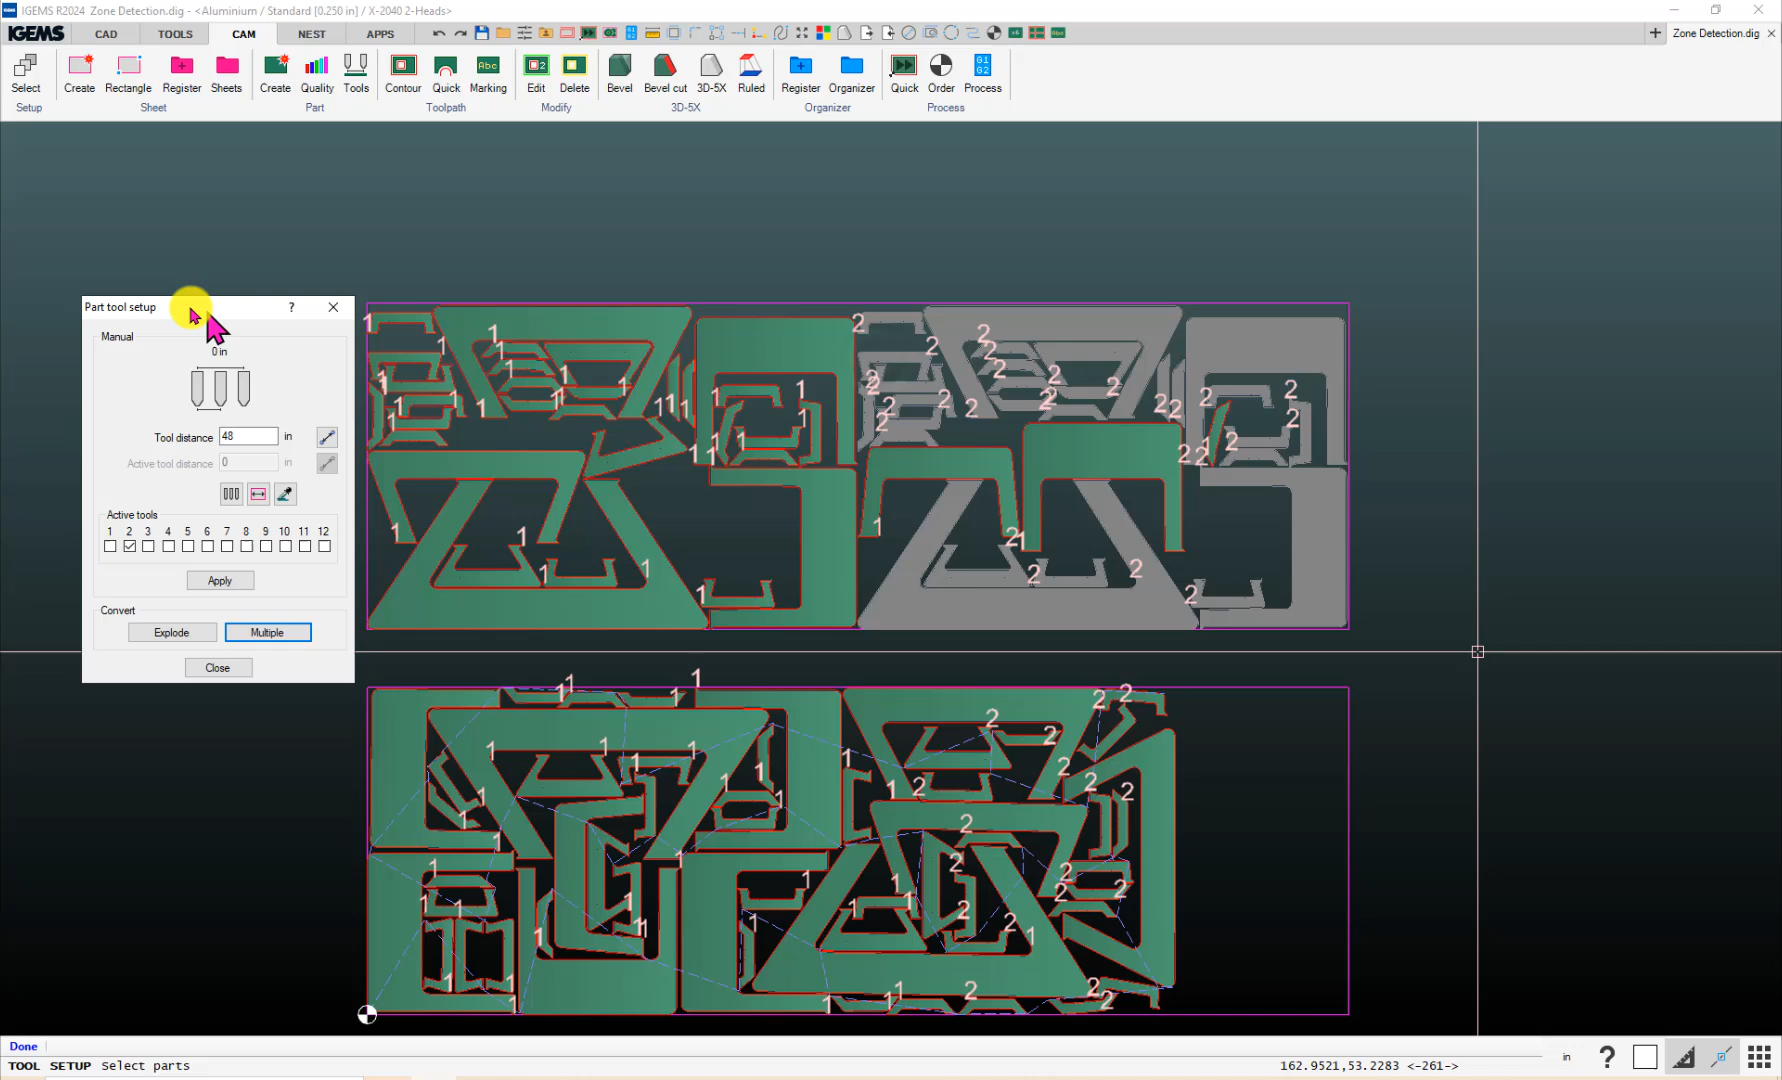 IGEMS R2024 Zone Detection.dig - <Aluminium / Standard [0.250 in] / X-2040 2-Heads>
IGEMS CAD TOOLS CAM NEST APPS
Zone Detection.dig
Select Create Rectangle Register Sheets Create Quality Tools Contour Quick Marking Edit Delete Bevel Bevel cut 3D-5X Ruled Register Organizer Quick Order Process
Setup Sheet Part Toolpath Modify 3D-5X Organizer Process
Part tool setup
Manual
0 in
Tool distance 48 in
Active tool distance 0 in
Active tools
1 2 3 4 5 6 7 8 9 10 11 12
Apply
Convert
Explode Multiple
Close
Done
TOOL SETUP Select parts
162.9521,53.2283 <-261->
in